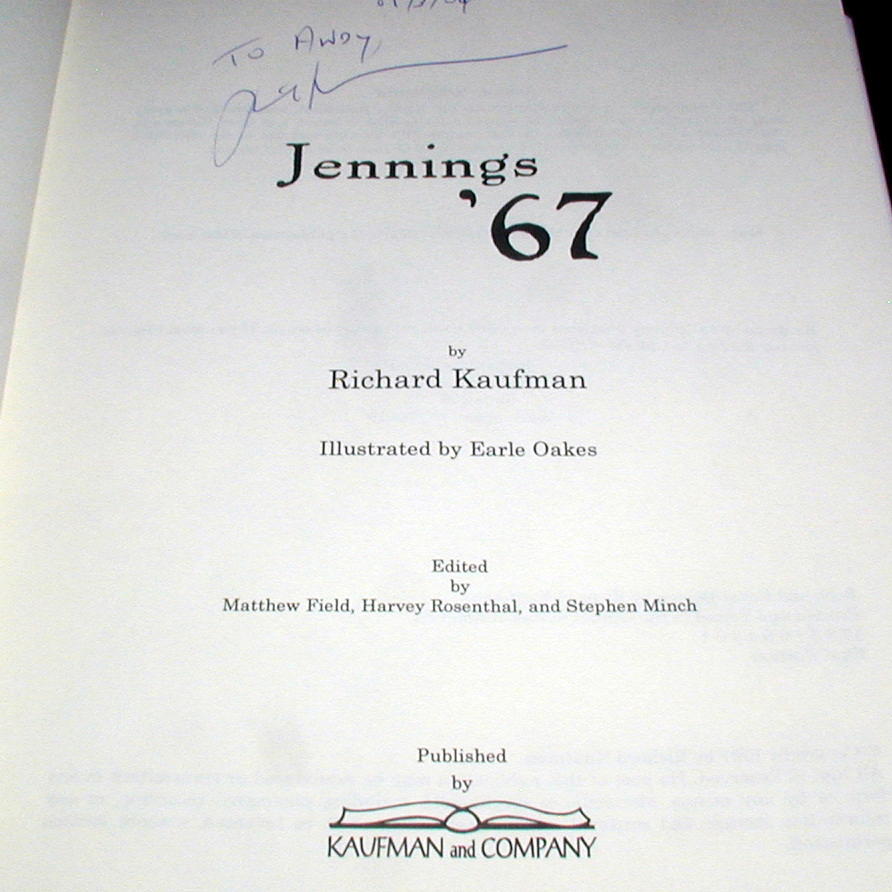 To Andy,
Jennings
'67
by
Richard Kaufman
Illustrated by Earle Oakes
Edited
by
Matthew Field, Harvey Rosenthal, and Stephen Minch
Published
by
KAUFMAN and COMPANY